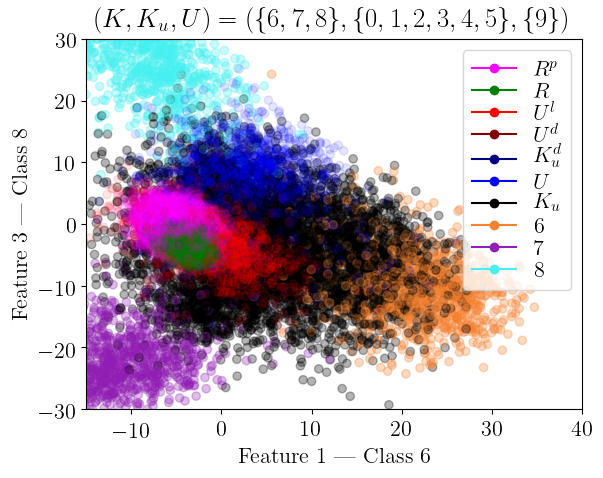 (K, K_u, U) = ({6, 7, 8}, {0, 1, 2, 3, 4, 5}, {9})
30
20
10
0
−10
−20
−30
Feature 3 — Class 8
R^p
R
U^l
U^d
K_u^d
U
K_u
6
7
8
−10
0
10
20
30
40
Feature 1 — Class 6